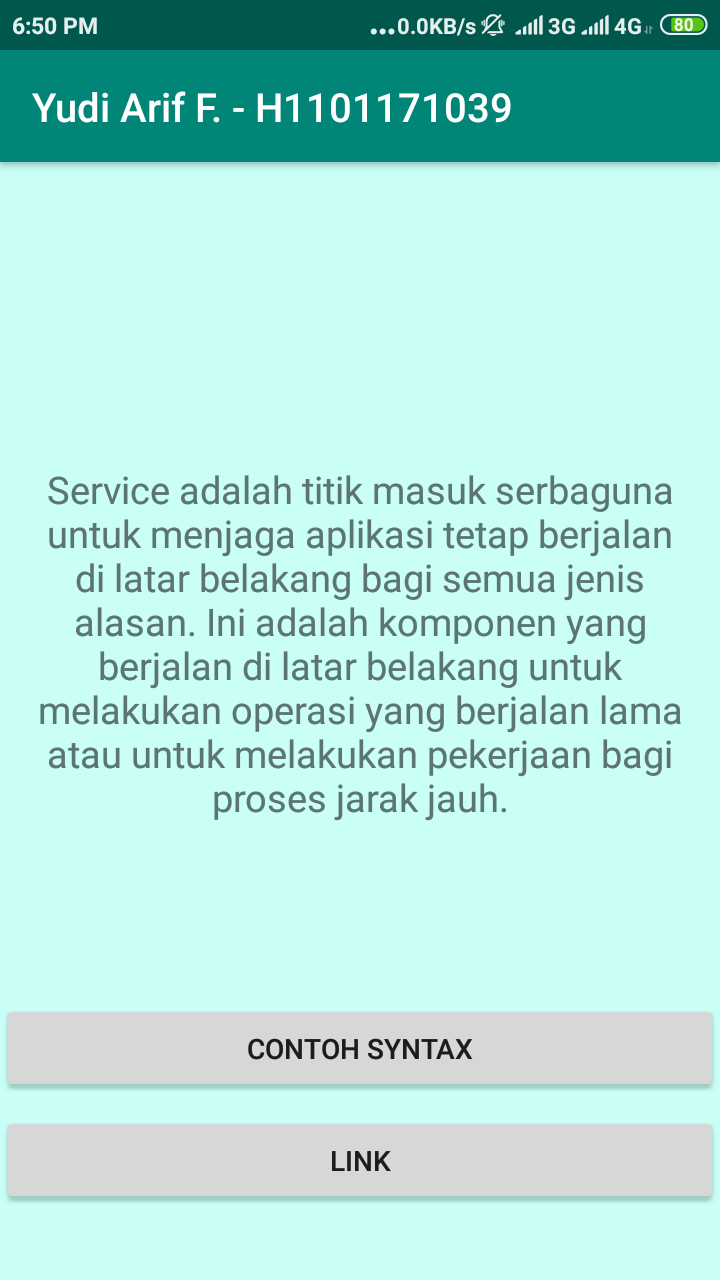 6:50 PM ...0.0KB/s 3G 4G 80
Yudi Arif F. - H1101171039
Service adalah titik masuk serbaguna
untuk menjaga aplikasi tetap berjalan
di latar belakang bagi semua jenis
alasan. Ini adalah komponen yang
berjalan di latar belakang untuk
melakukan operasi yang berjalan lama
atau untuk melakukan pekerjaan bagi
proses jarak jauh.
CONTOH SYNTAX
LINK